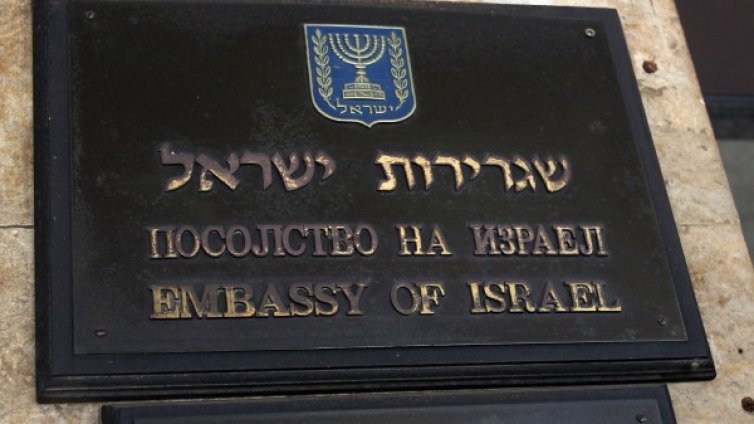 ישראל
שגרירות ישראל
ПОСОЛСТВО НА ИЗРАЕЛ
EMBASSY OF ISRAEL